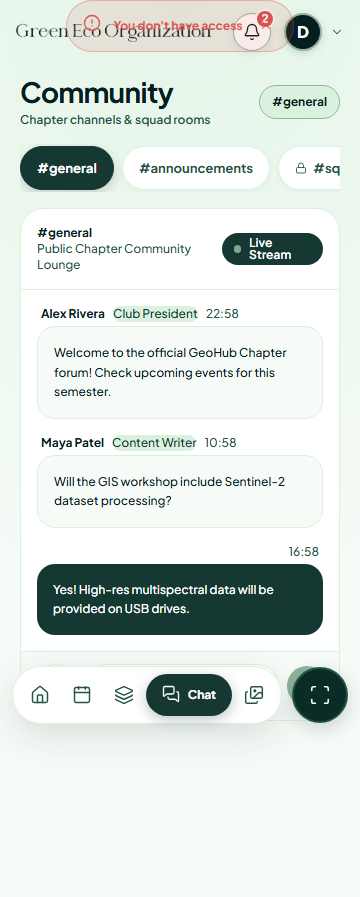 Green Eco Organization
You don't have access
2
D
Community
Chapter channels & squad rooms
#general
#general
#announcements
#sq
#general
Public Chapter Community
Lounge
Live
Stream
Alex Rivera Club President 22:58
Welcome to the official GeoHub Chapter
forum! Check upcoming events for this
semester.
Maya Patel Content Writer 10:58
Will the GIS workshop include Sentinel-2
dataset processing?
16:58
Yes! High-res multispectral data will be
provided on USB drives.
Chat